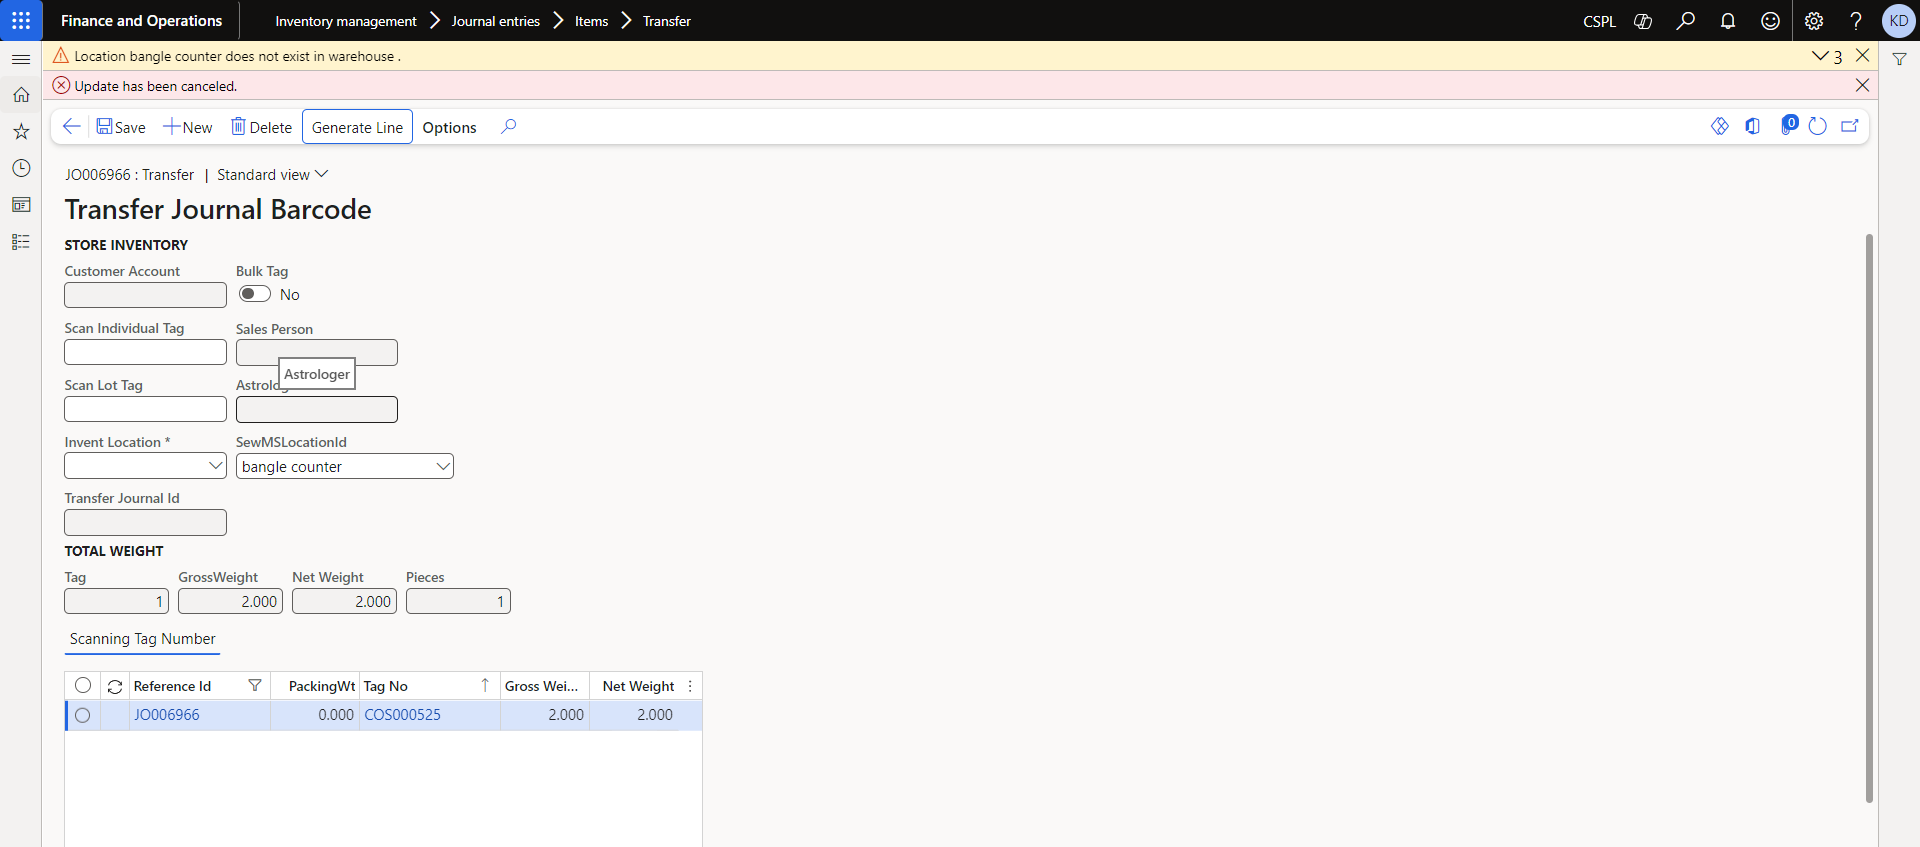 Finance and Operations
Inventory management > Journal entries > Items > Transfer
CSPL
KD
Location bangle counter does not exist in warehouse .
3
Update has been canceled.
Save
New
Delete
Generate Line
Options
0
JO006966 : Transfer | Standard view
Transfer Journal Barcode
STORE INVENTORY
Customer Account
Bulk Tag
No
Scan Individual Tag
Sales Person
Astrologer
Scan Lot Tag
Astrolog
Invent Location *
SewMSLocationId
bangle counter
Transfer Journal Id
TOTAL WEIGHT
Tag GrossWeight Net Weight Pieces
1 2.000 2.000 1
Scanning Tag Number
Reference Id PackingWt Tag No Gross Wei... Net Weight
JO006966 0.000 COS000525 2.000 2.000